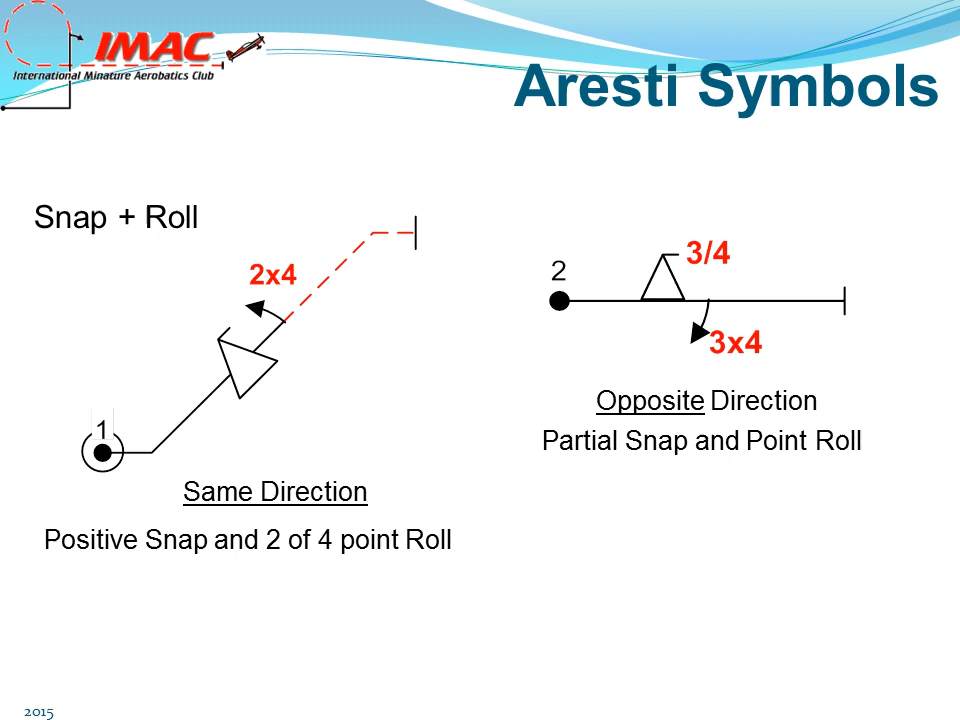 IMAC
International Minature Aerobatics Club
Aresti Symbols
Snap + Roll
2x4
1
Same Direction
Positive Snap and 2 of 4 point Roll
2
3/4
3x4
Opposite Direction
Partial Snap and Point Roll
2015